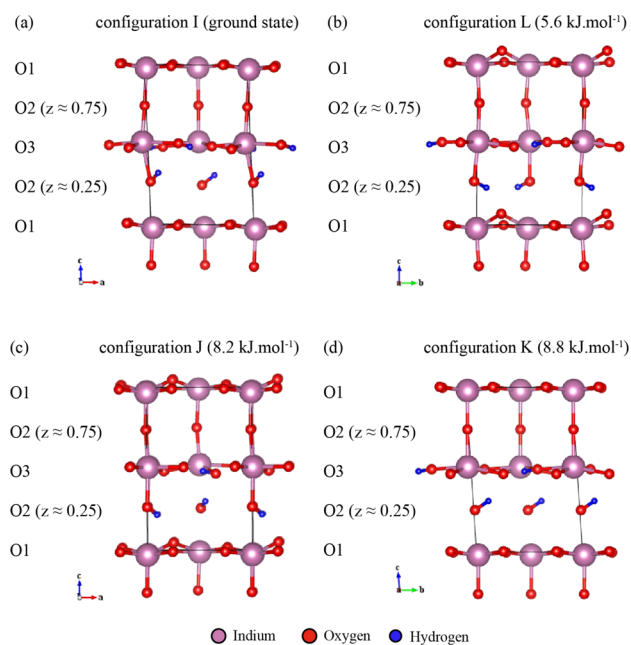 (a) configuration I (ground state)
O1
O2 (z ≈ 0.75)
O3
O2 (z ≈ 0.25)
O1
c
a
(b) configuration L (5.6 kJ.mol⁻¹)
O1
O2 (z ≈ 0.75)
O3
O2 (z ≈ 0.25)
O1
c
b
(c) configuration J (8.2 kJ.mol⁻¹)
O1
O2 (z ≈ 0.75)
O3
O2 (z ≈ 0.25)
O1
c
a
(d) configuration K (8.8 kJ.mol⁻¹)
O1
O2 (z ≈ 0.75)
O3
O2 (z ≈ 0.25)
O1
c
b
Indium Oxygen Hydrogen